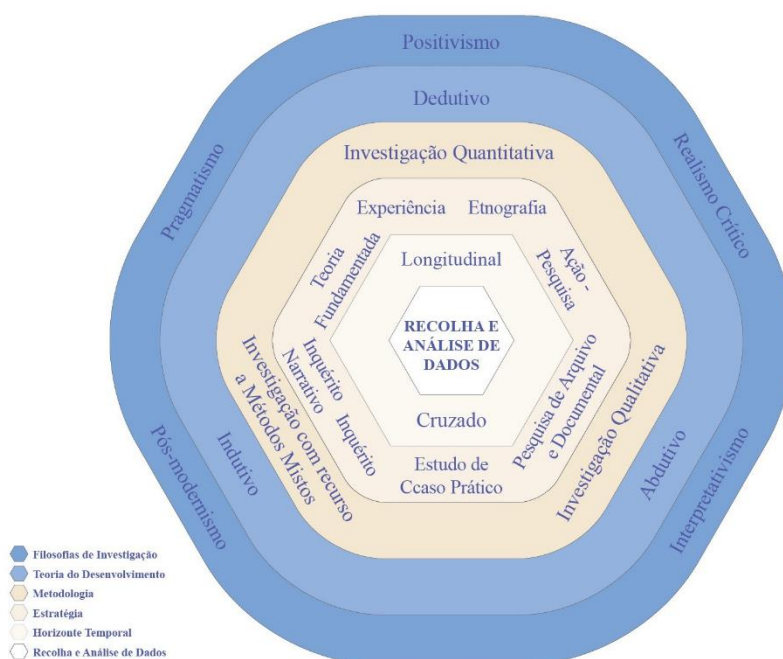 Positivismo
Dedutivo
Investigação Quantitativa
Experiência
Etnografia
Pragmatismo
Realismo Crítico
Teoria
Fundamentada
Ação -
Pesquisa
Longitudinal
RECOLHA E
ANÁLISE DE
DADOS
Inquérito
Narrativo
Cruzado
Inquérito
Estudo de
Ccaso Prático
Pesquisa de Arquivo
e Documental
Investigação com recurso
a Métodos Mistos
Investigação Qualitativa
Indutivo
Abdutivo
Pós-modernismo
Interpretativismo
Filosofias de Investigação
Teoria do Desenvolvimento
Metodologia
Estratégia
Horizonte Temporal
Recolha e Análise de Dados